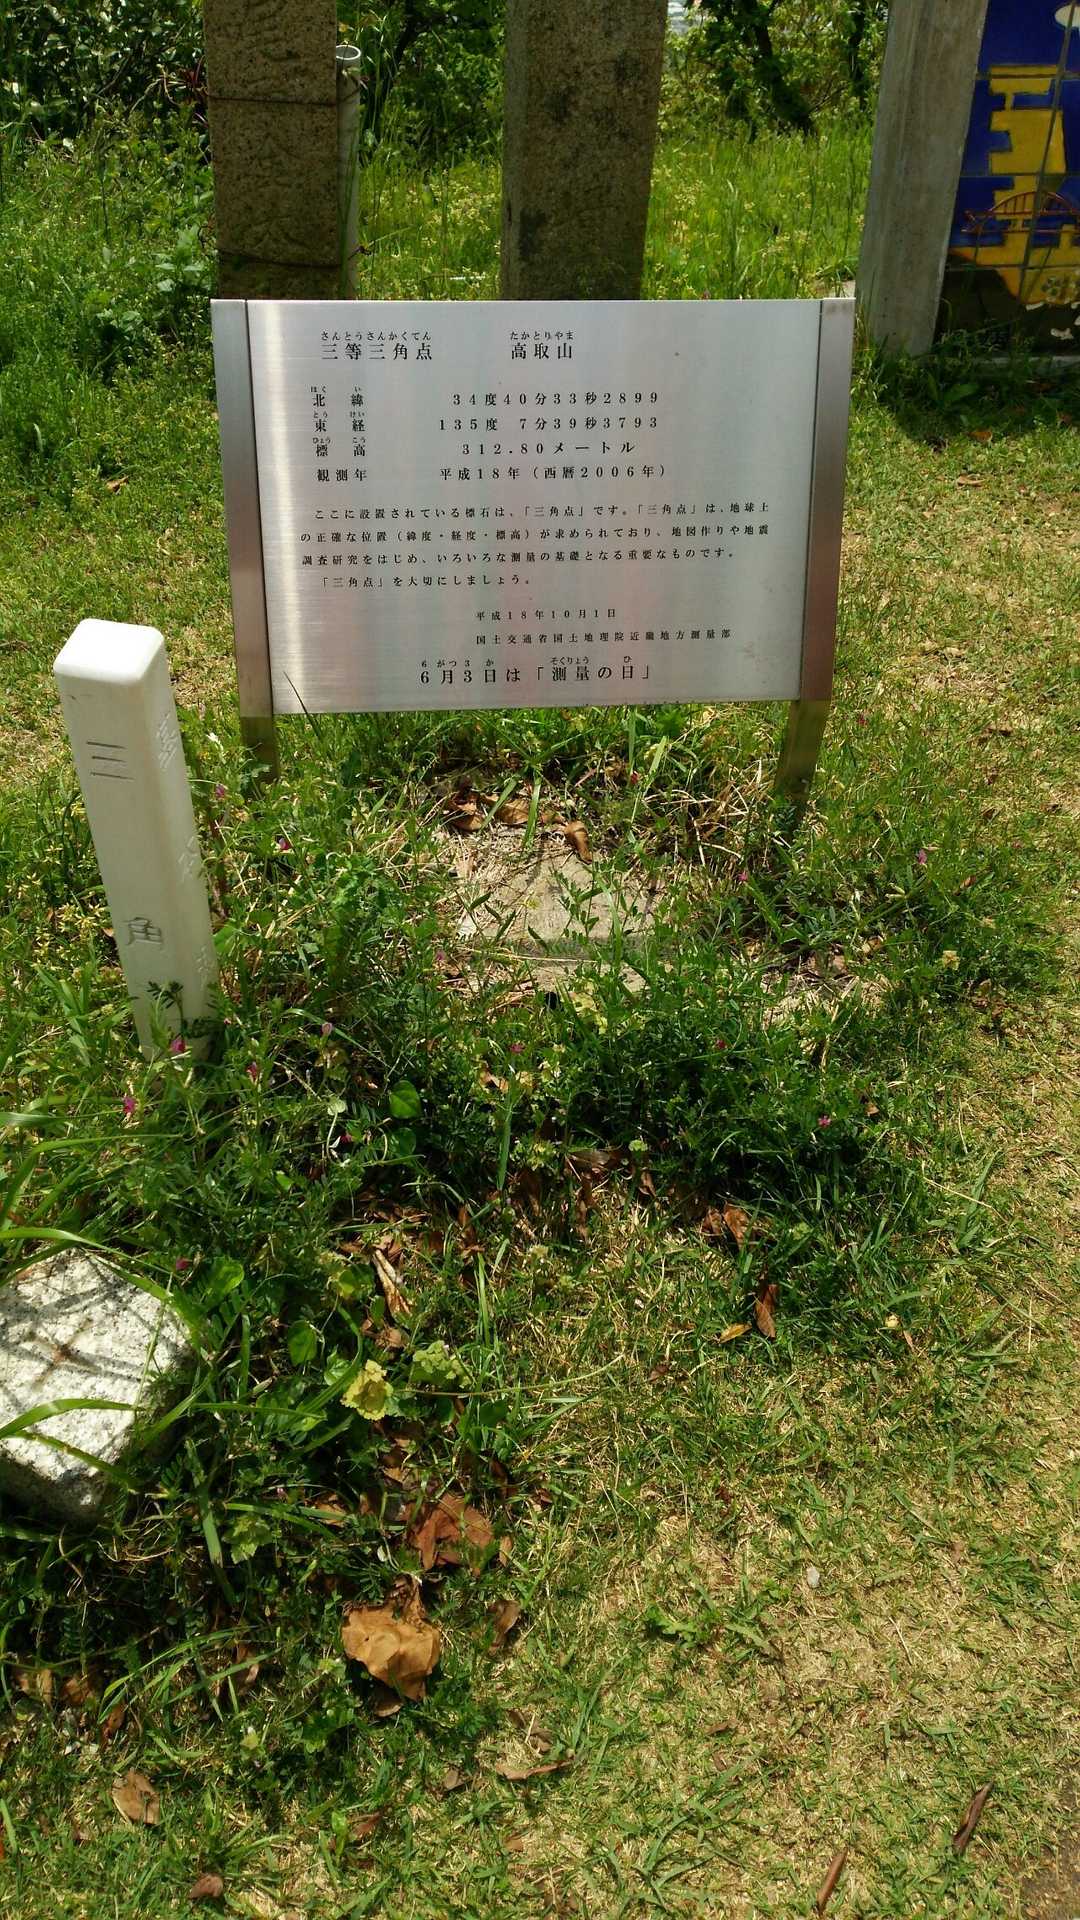 さんとうさんかくてん たかとりやま
三等三角点 高取山
ほくい
北緯 34度40分33秒2899
とうけい
東経 135度 7分39秒3793
ひょうこう
標高 312.80メートル
観測年 平成18年(西暦2006年)
ここに設置されている標石は、「三角点」です。「三角点」は、地球上
の正確な位置(緯度・経度・標高)が求められており、地図作りや地震
調査研究をはじめ、いろいろな測量の基礎となる重要なものです。
「三角点」を大切にしましょう。
平成18年10月1日
国土交通省国土地理院近畿地方測量部
6がつ3か そくりょう ひ
6月3日は「測量の日」
三
角